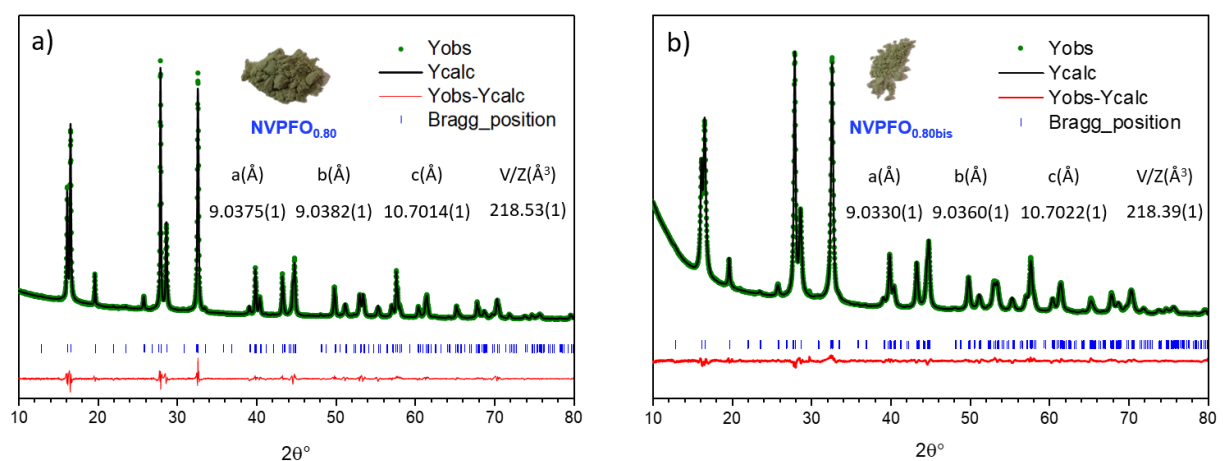 a)
Yobs
Ycalc
Yobs-Ycalc
Bragg_position
NVPFO0.80
a(Å) b(Å) c(Å) V/Z(Å³)
9.0375(1) 9.0382(1) 10.7014(1) 218.53(1)
10 20 30 40 50 60 70 80
2θ°
b)
Yobs
Ycalc
Yobs-Ycalc
Bragg_position
NVPFO0.80bis
a(Å) b(Å) c(Å) V/Z(Å³)
9.0330(1) 9.0360(1) 10.7022(1) 218.39(1)
10 20 30 40 50 60 70 80
2θ°